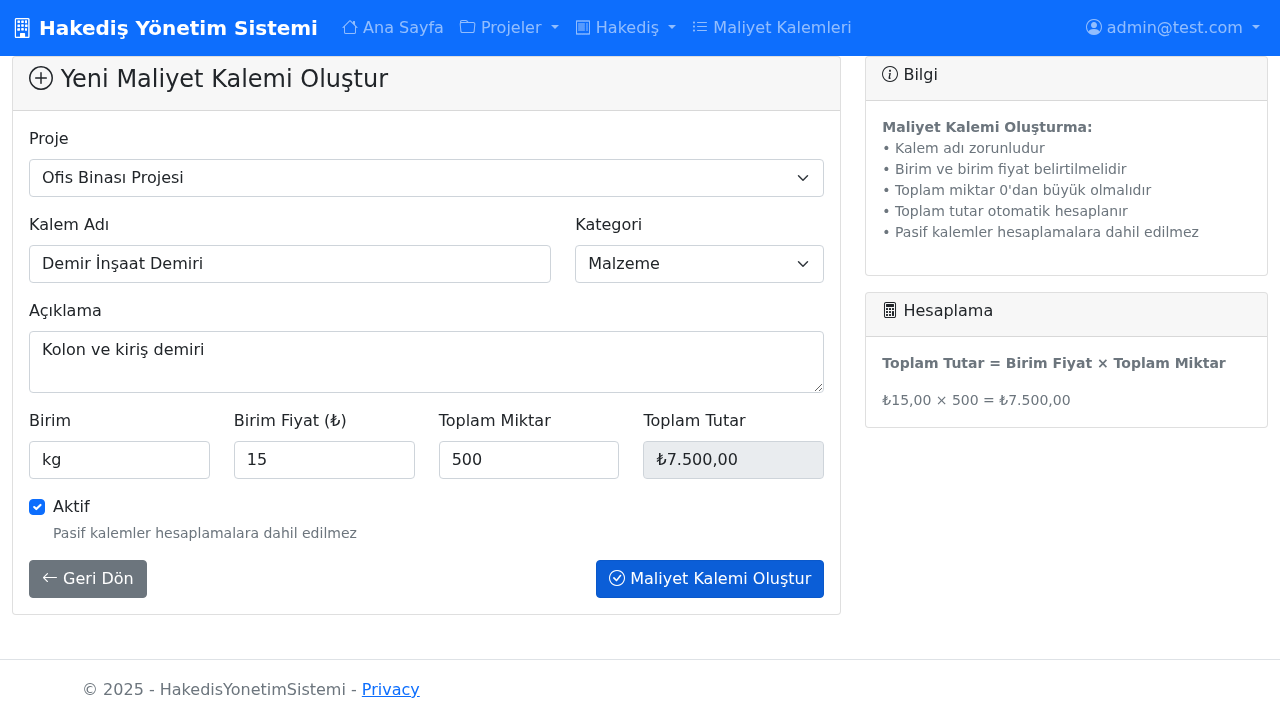 Hakediş Yönetim Sistemi
Ana Sayfa
Projeler
Hakediş
Maliyet Kalemleri
admin@test.com
Yeni Maliyet Kalemi Oluştur
Proje
Ofis Binası Projesi
Kalem Adı
Kategori
Demir İnşaat Demiri
Malzeme
Açıklama
Kolon ve kiriş demiri
Birim
Birim Fiyat (₺)
Toplam Miktar
Toplam Tutar
kg
15
500
₺7.500,00
Aktif
Pasif kalemler hesaplamalara dahil edilmez
Geri Dön
Maliyet Kalemi Oluştur
Bilgi
Maliyet Kalemi Oluşturma:
• Kalem adı zorunludur
• Birim ve birim fiyat belirtilmelidir
• Toplam miktar 0'dan büyük olmalıdır
• Toplam tutar otomatik hesaplanır
• Pasif kalemler hesaplamalara dahil edilmez
Hesaplama
Toplam Tutar = Birim Fiyat × Toplam Miktar
₺15,00 × 500 = ₺7.500,00
© 2025 - HakedisYonetimSistemi - Privacy